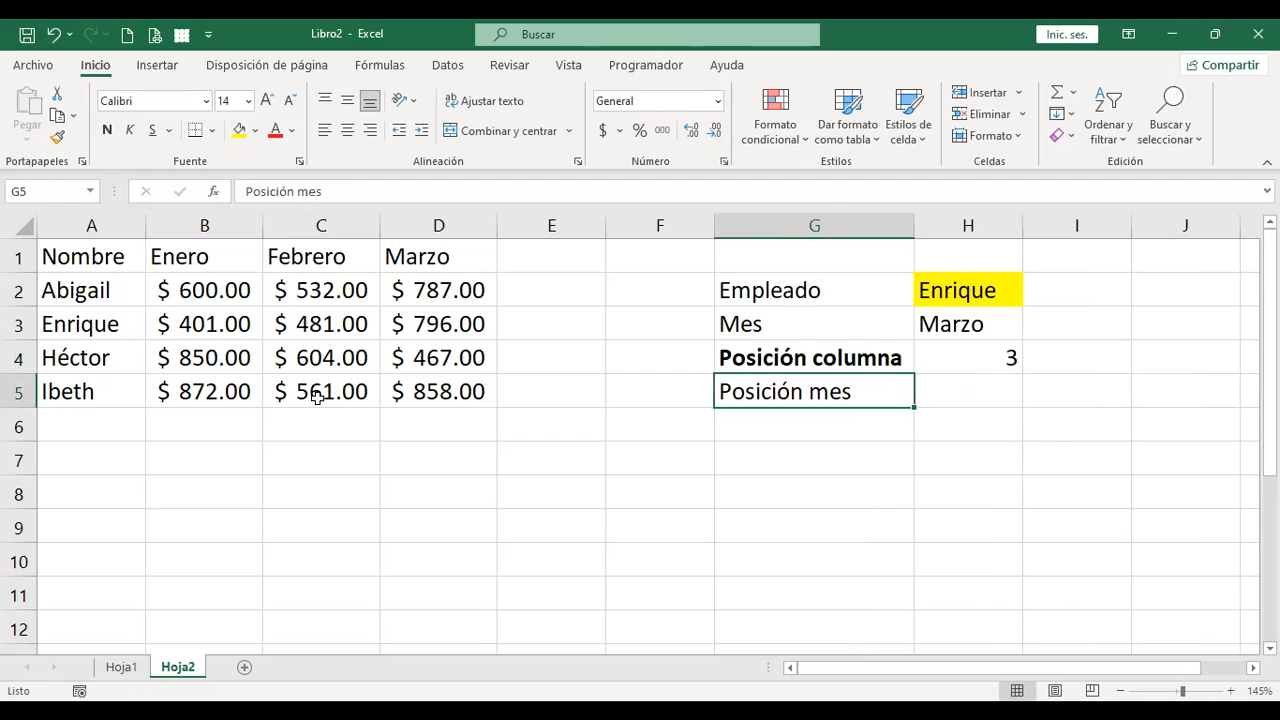 Libro2 - Excel
Buscar
Inic. ses.
Archivo Inicio Insertar Disposición de página Fórmulas Datos Revisar Vista Programador Ayuda Compartir
Pegar
Calibri 14
N K S A
Ajustar texto
Combinar y centrar
General
$ % 000
Formato condicional
Dar formato como tabla
Estilos de celda
Insertar
Eliminar
Formato
Ordenar y filtrar
Buscar y seleccionar
Portapapeles Fuente Alineación Número Estilos Celdas Edición
G5 fx Posición mes
A B C D E F G H I J
1 Nombre Enero Febrero Marzo
2 Abigail $ 600.00 $ 532.00 $ 787.00 Empleado Enrique
3 Enrique $ 401.00 $ 481.00 $ 796.00 Mes Marzo
4 Héctor $ 850.00 $ 604.00 $ 467.00 Posición columna 3
5 Ibeth $ 872.00 $ 561.00 $ 858.00 Posición mes
6
7
8
9
10
11
12
Hoja1 Hoja2
Listo 145%